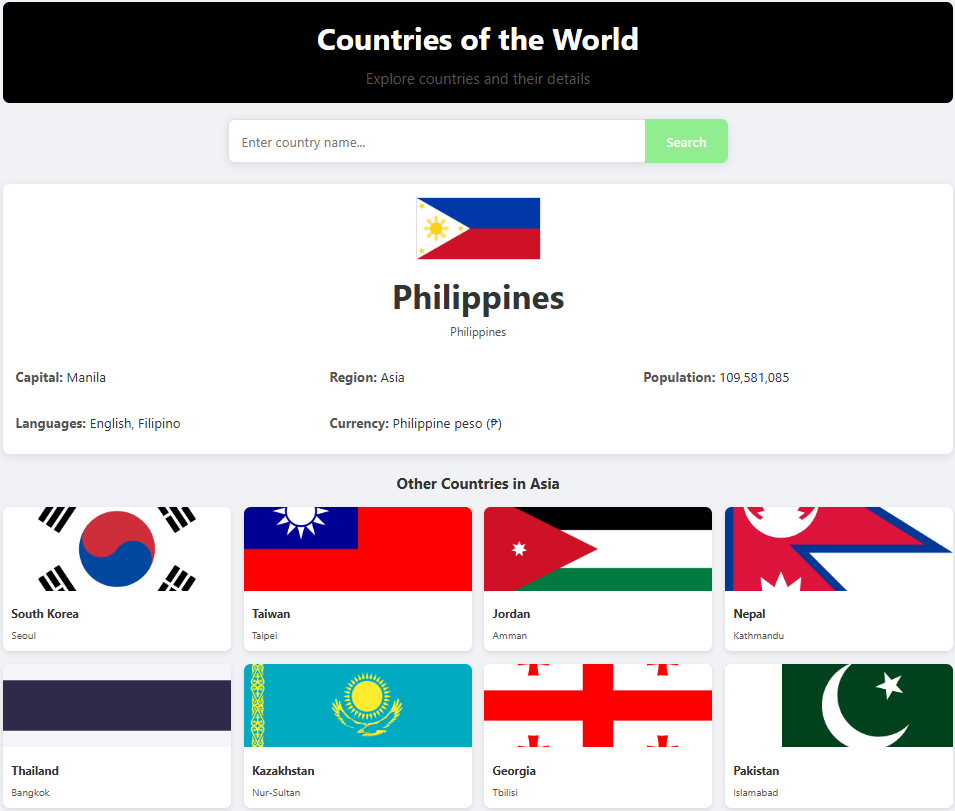 Countries of the World
Explore countries and their details
Enter country name...
Search
Philippines
Philippines
Capital: Manila
Region: Asia
Population: 109,581,085
Languages: English, Filipino
Currency: Philippine peso (₱)
Other Countries in Asia
South Korea
Seoul
Taiwan
Taipei
Jordan
Amman
Nepal
Kathmandu
Thailand
Bangkok
Kazakhstan
Nur-Sultan
Georgia
Tbilisi
Pakistan
Islamabad